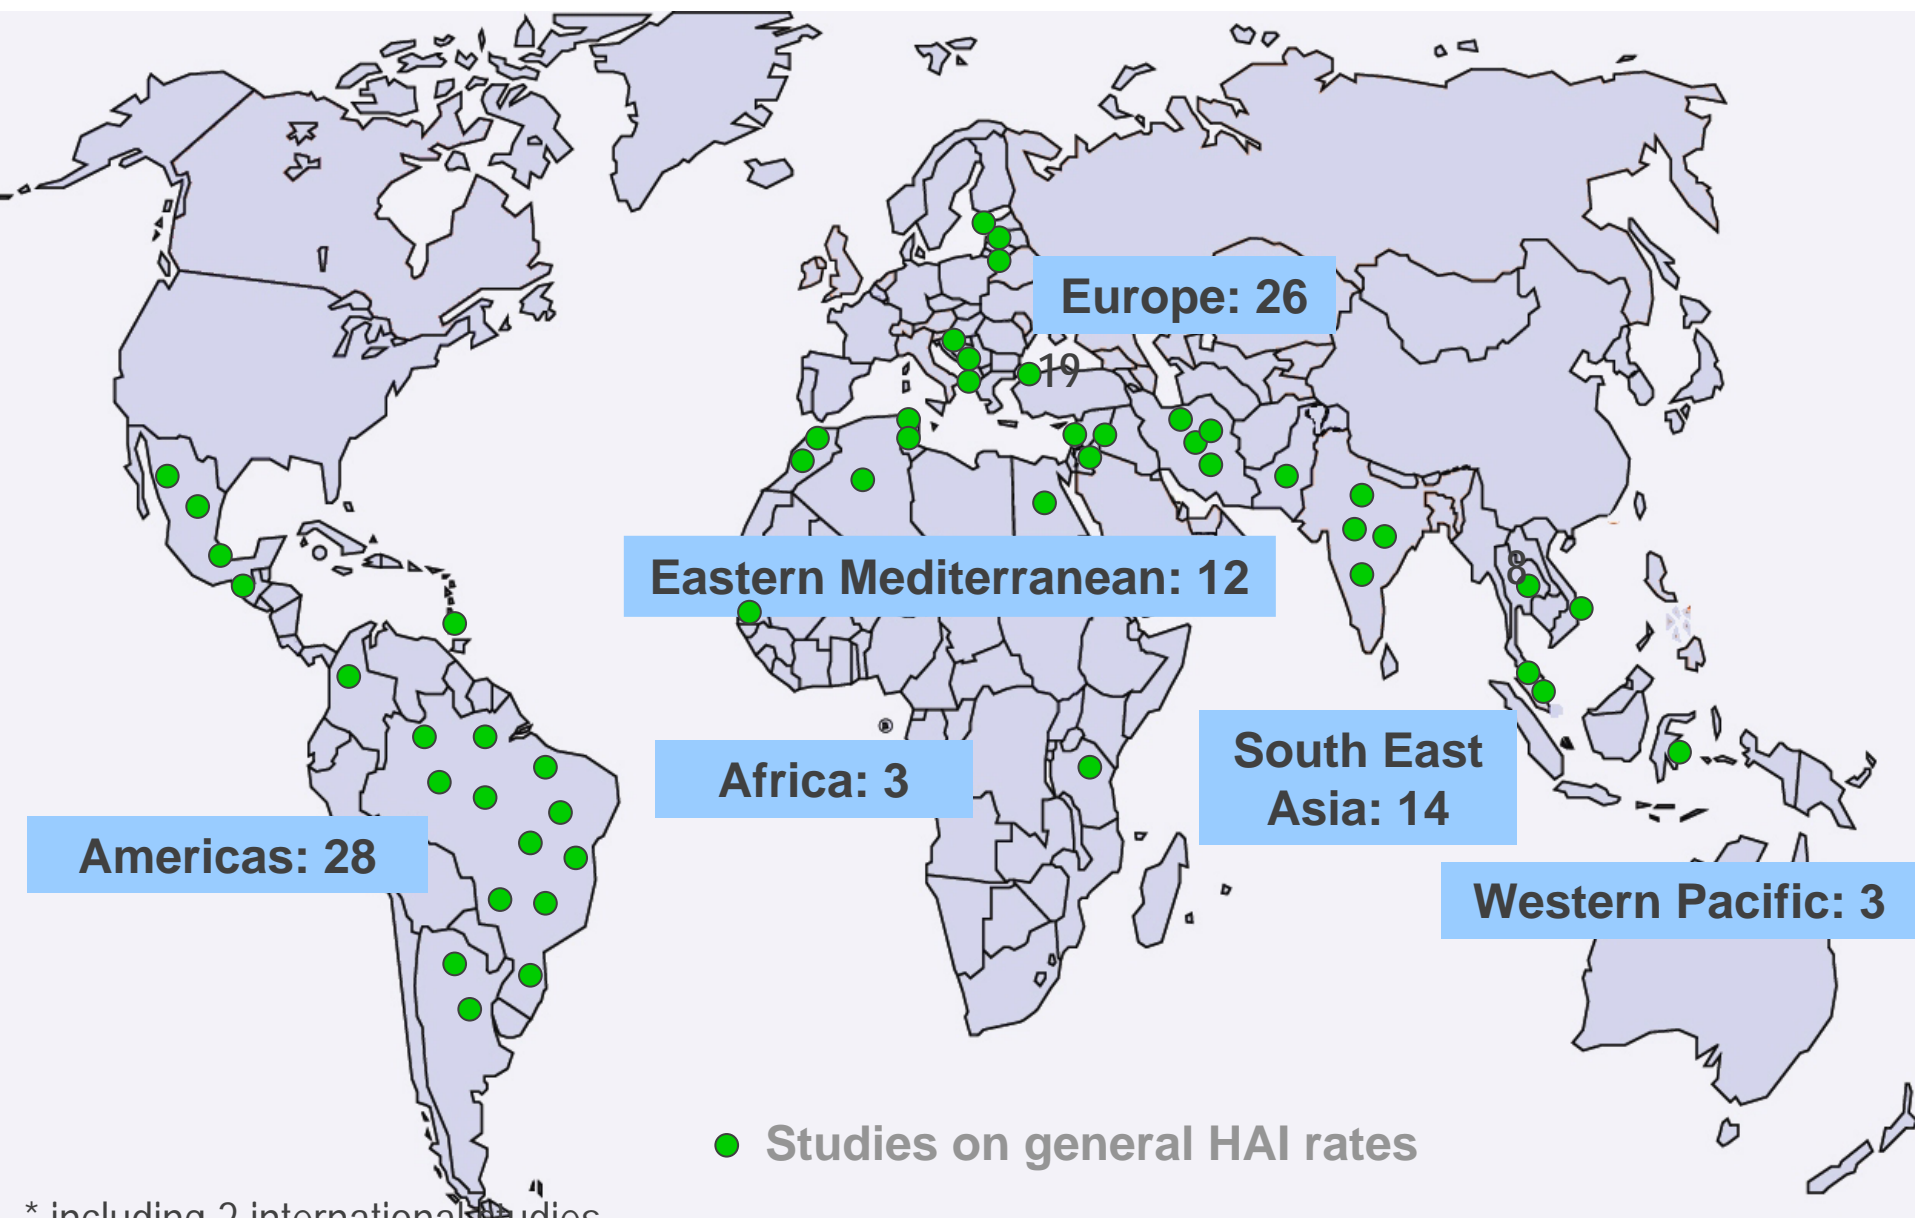 Europe: 26
19
Eastern Mediterranean: 12
8
Africa: 3
South East
Asia: 14
Americas: 28
Western Pacific: 3
Studies on general HAI rates
* including 2 international studies